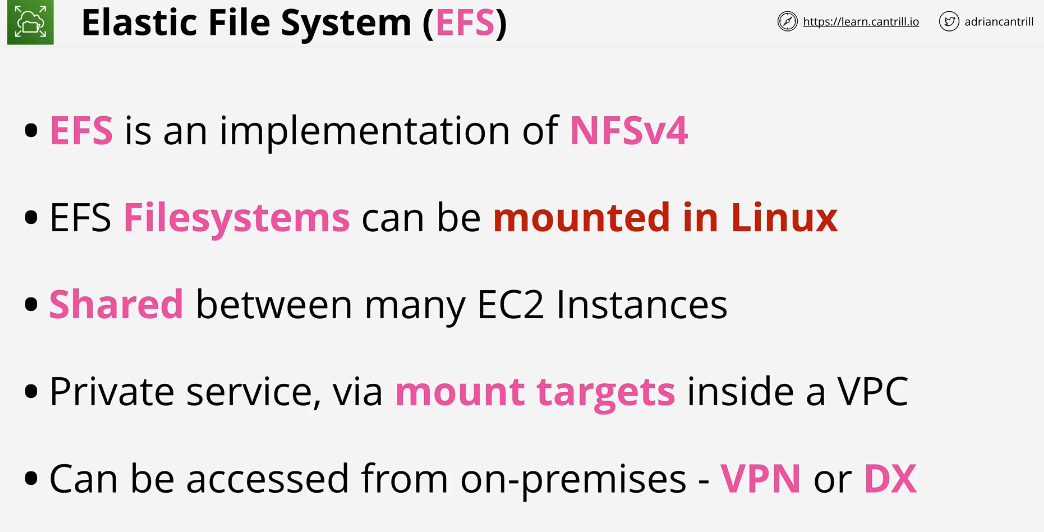 Elastic File System (EFS)
https://learn.cantrill.io
adriancantrill
• EFS is an implementation of NFSv4
• EFS Filesystems can be mounted in Linux
• Shared between many EC2 Instances
• Private service, via mount targets inside a VPC
• Can be accessed from on-premises - VPN or DX